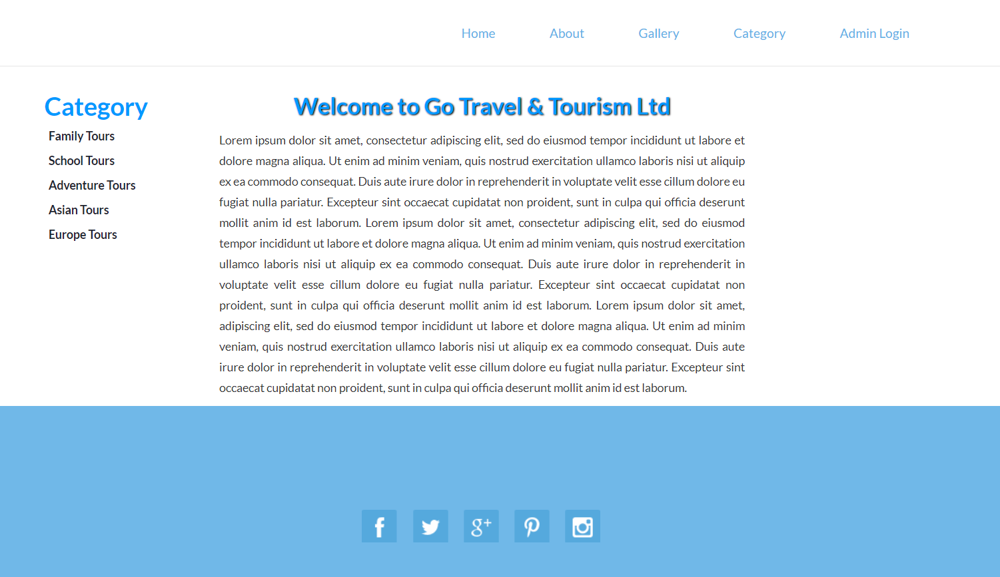 Home About Gallery Category Admin Login
Category
Family Tours
School Tours
Adventure Tours
Asian Tours
Europe Tours
Welcome to Go Travel & Tourism Ltd
Lorem ipsum dolor sit amet, consectetur adipiscing elit, sed do eiusmod tempor incididunt ut labore et
dolore magna aliqua. Ut enim ad minim veniam, quis nostrud exercitation ullamco laboris nisi ut aliquip
ex ea commodo consequat. Duis aute irure dolor in reprehenderit in voluptate velit esse cillum dolore eu
fugiat nulla pariatur. Excepteur sint occaecat cupidatat non proident, sunt in culpa qui officia deserunt
mollit anim id est laborum. Lorem ipsum dolor sit amet, consectetur adipiscing elit, sed do eiusmod
tempor incididunt ut labore et dolore magna aliqua. Ut enim ad minim veniam, quis nostrud exercitation
ullamco laboris nisi ut aliquip ex ea commodo consequat. Duis aute irure dolor in reprehenderit in
voluptate velit esse cillum dolore eu fugiat nulla pariatur. Excepteur sint occaecat cupidatat non
proident, sunt in culpa qui officia deserunt mollit anim id est laborum. Lorem ipsum dolor sit amet,
adipiscing elit, sed do eiusmod tempor incididunt ut labore et dolore magna aliqua. Ut enim ad minim
veniam, quis nostrud exercitation ullamco laboris nisi ut aliquip ex ea commodo consequat. Duis aute
irure dolor in reprehenderit in voluptate velit esse cillum dolore eu fugiat nulla pariatur. Excepteur sint
occaecat cupidatat non proident, sunt in culpa qui officia deserunt mollit anim id est laborum.
f g+